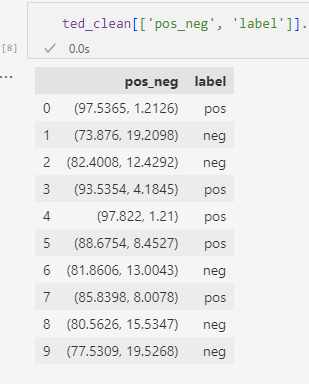 ted_clean[['pos_neg', 'label']].
[8]
0.0s
...
pos_neg label
0 (97.5365, 1.2126) pos
1 (73.876, 19.2098) neg
2 (82.4008, 12.4292) neg
3 (93.5354, 4.1845) pos
4 (97.822, 1.21) pos
5 (88.6754, 8.4527) pos
6 (81.8606, 13.0043) neg
7 (85.8398, 8.0078) pos
8 (80.5626, 15.5347) neg
9 (77.5309, 19.5268) neg